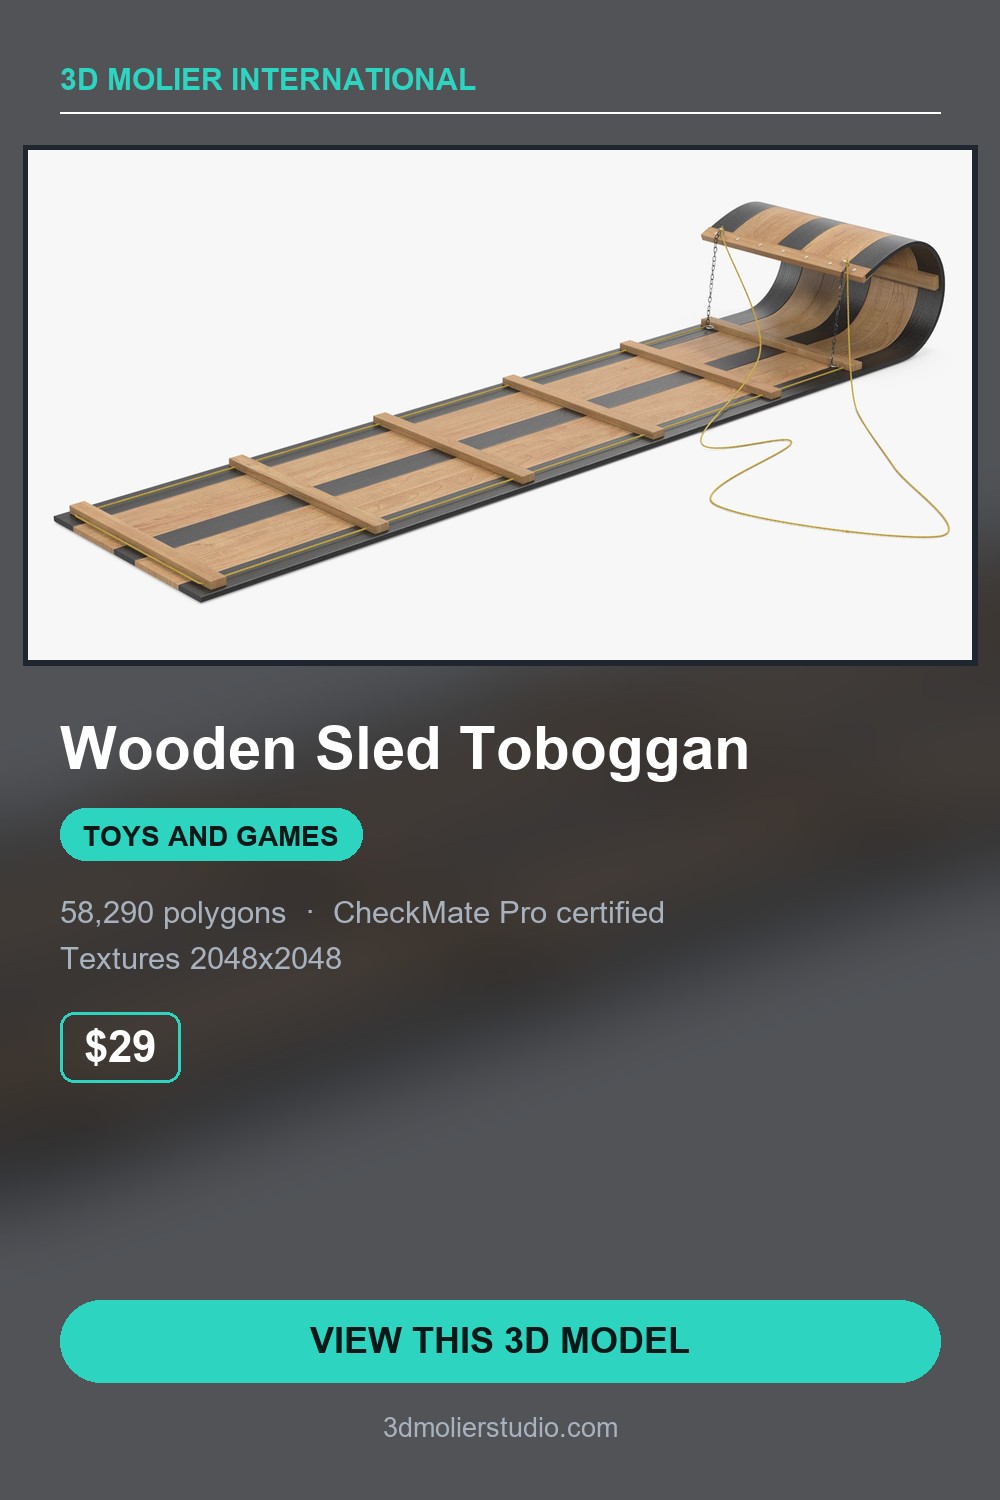 3D MOLIER INTERNATIONAL
Wooden Sled Toboggan
TOYS AND GAMES
58,290 polygons · CheckMate Pro certified
Textures 2048x2048
$29
VIEW THIS 3D MODEL
3dmolierstudio.com